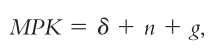 MPK = δ + n + g,